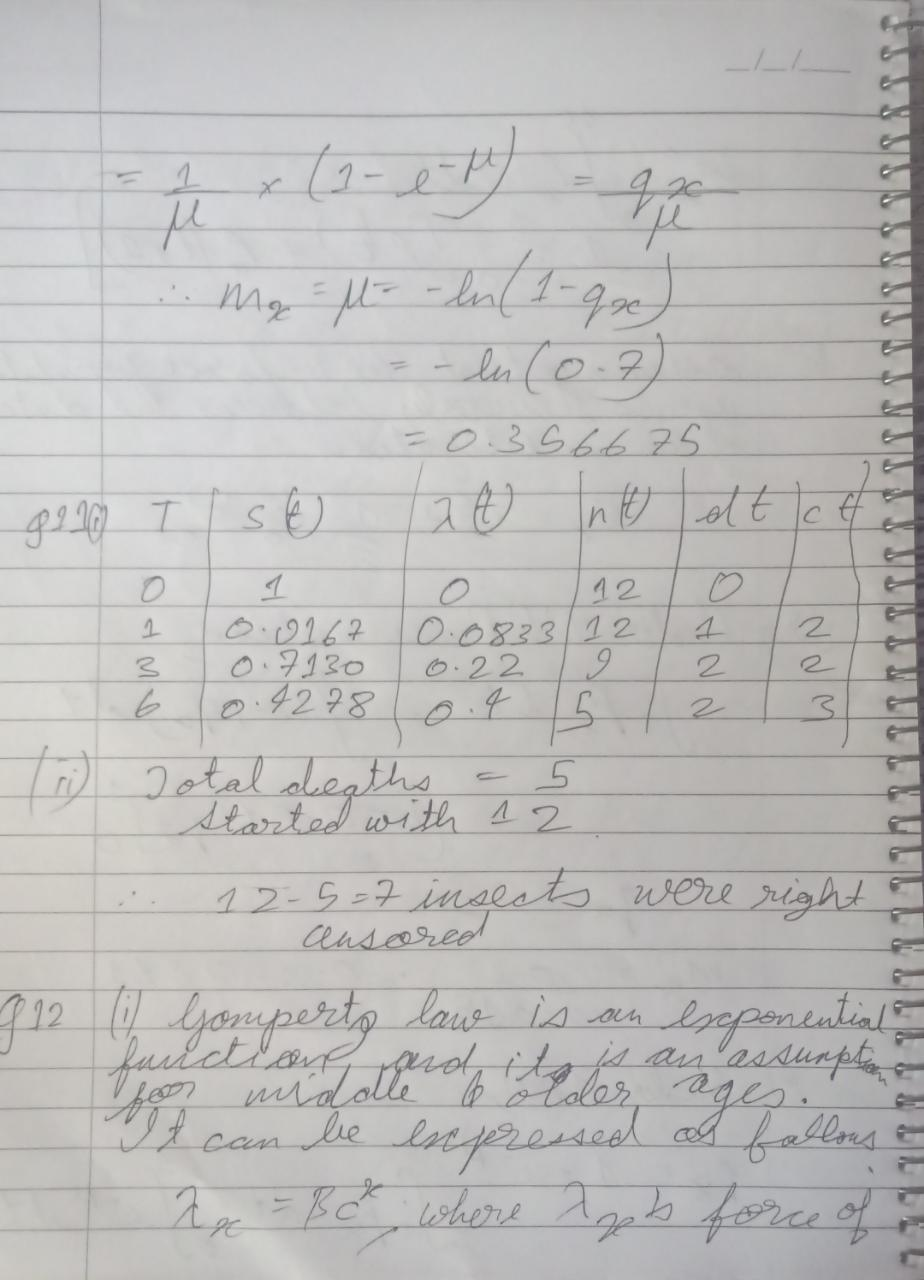 _/_/__
= 1/μ × (1 - e^-μ) = qx/μ
∴ mx = μ = -ln(1-qx)
= -ln(0.7)
= 0.356675
Q11(i) T | S(t) | λ(t) | n(t) | dt | ct
0 | 1 | 0 | 12 | 0
1 | 0.9167 | 0.0833 | 12 | 1 | 2
3 | 0.7130 | 0.22 | 9 | 2 | 2
6 | 0.4278 | 0.4 | 5 | 2 | 3
(ii) Total deaths = 5
started with 12
∴ 12-5=7 insects were right
censored
Q12 (i) Gompertz law is an exponential
function and it is an assumption
for middle & older ages.
It can be expressed as follows
λx = Bc^x, where λx is force of